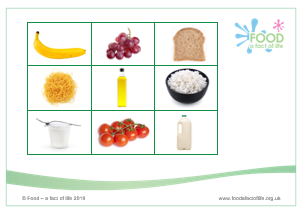 FOOD
a fact of life
© Food – a fact of life 2019
www.foodafactoflife.org.uk